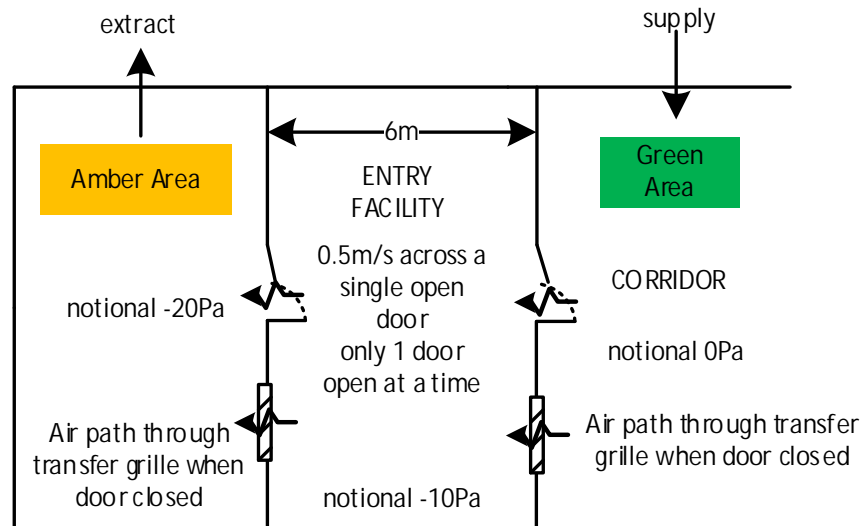 extract
supply
6m
Amber Area
Green
Area
ENTRY
FACILITY
0.5m/s across a
single open
door
only 1 door
open at a time
notional -20Pa
CORRIDOR
notional 0Pa
Air path through
transfer grille when
door closed
Air path through transfer
grille when door closed
notional -10Pa